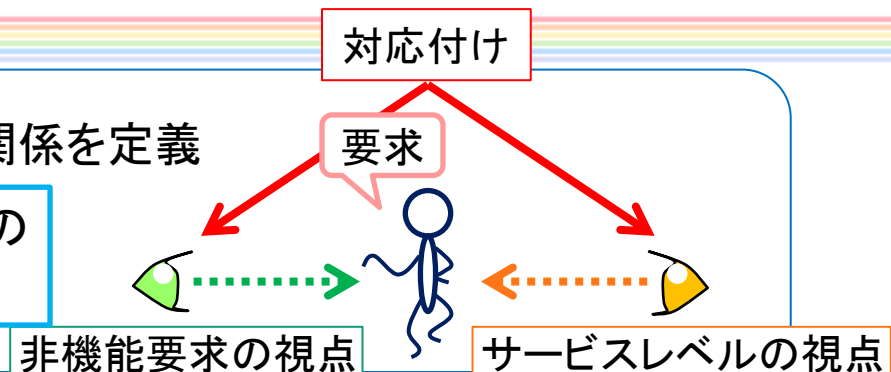 対応付け
関係を定義
要求
の
非機能要求の視点
サービスレベルの視点